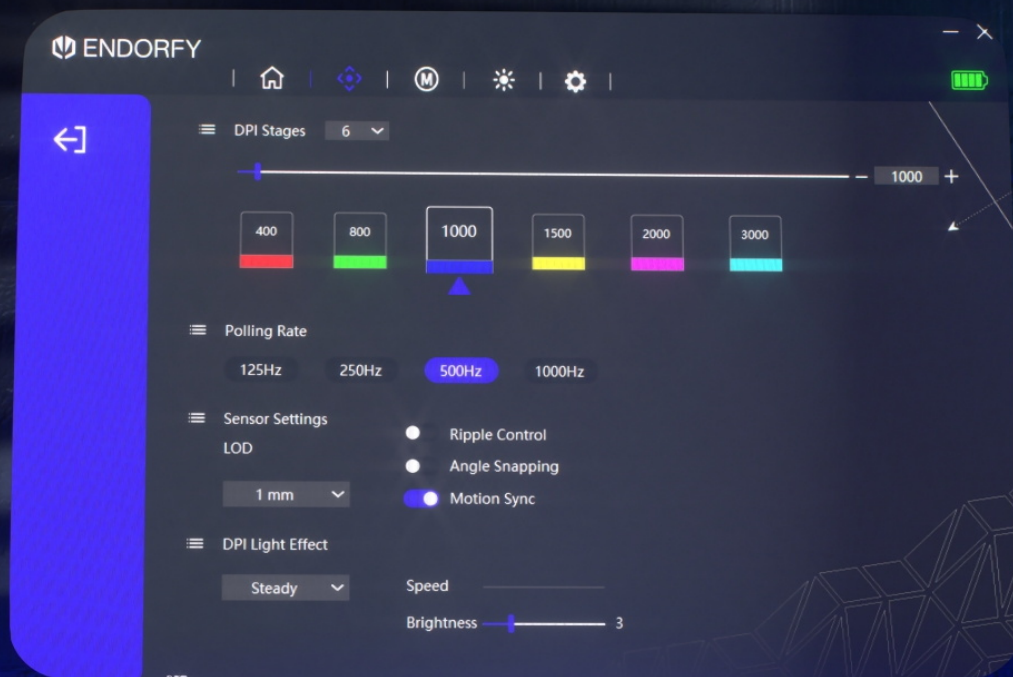 ENDORFY
M
DPI Stages 6
1000
400 800 1000 1500 2000 3000
Polling Rate
125Hz 250Hz 500Hz 1000Hz
Sensor Settings
LOD
Ripple Control
Angle Snapping
1 mm
Motion Sync
DPI Light Effect
Steady
Speed
Brightness 3